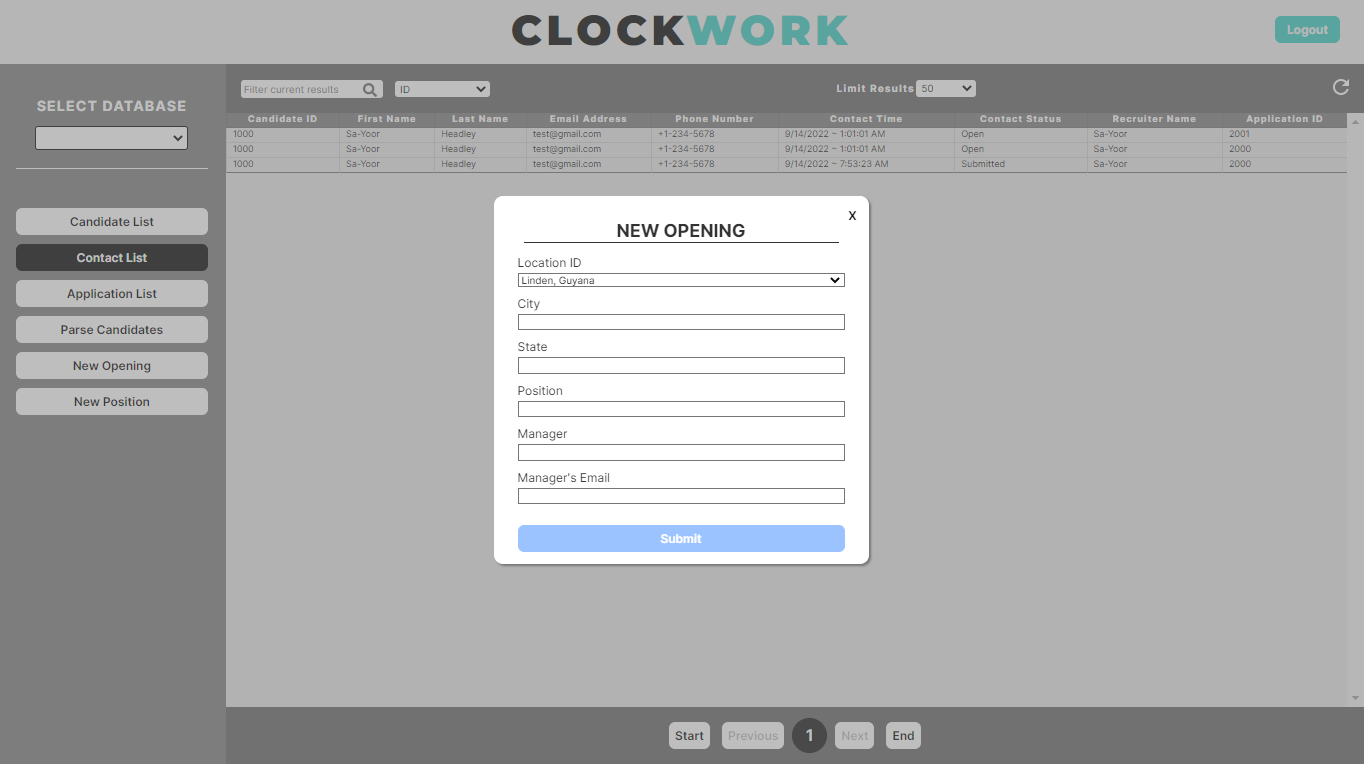 CLOCKWORK
Logout
SELECT DATABASE
Filter current results
ID
Limit Results 50
Candidate ID First Name Last Name Email Address Phone Number Contact Time Contact Status Recruiter Name Application ID
1000 Sa-Yoor Headley test@gmail.com +1-234-5678 9/14/2022 ~ 1:01:01 AM Open Sa-Yoor 2001
1000 Sa-Yoor Headley test@gmail.com +1-234-5678 9/14/2022 ~ 1:01:01 AM Open Sa-Yoor 2000
1000 Sa-Yoor Headley test@gmail.com +1-234-5678 9/14/2022 ~ 7:53:23 AM Submitted Sa-Yoor 2000
Candidate List
Contact List
Application List
Parse Candidates
New Opening
New Position
X
NEW OPENING
Location ID
Linden, Guyana
City
State
Position
Manager
Manager's Email
Submit
Start Previous 1 Next End